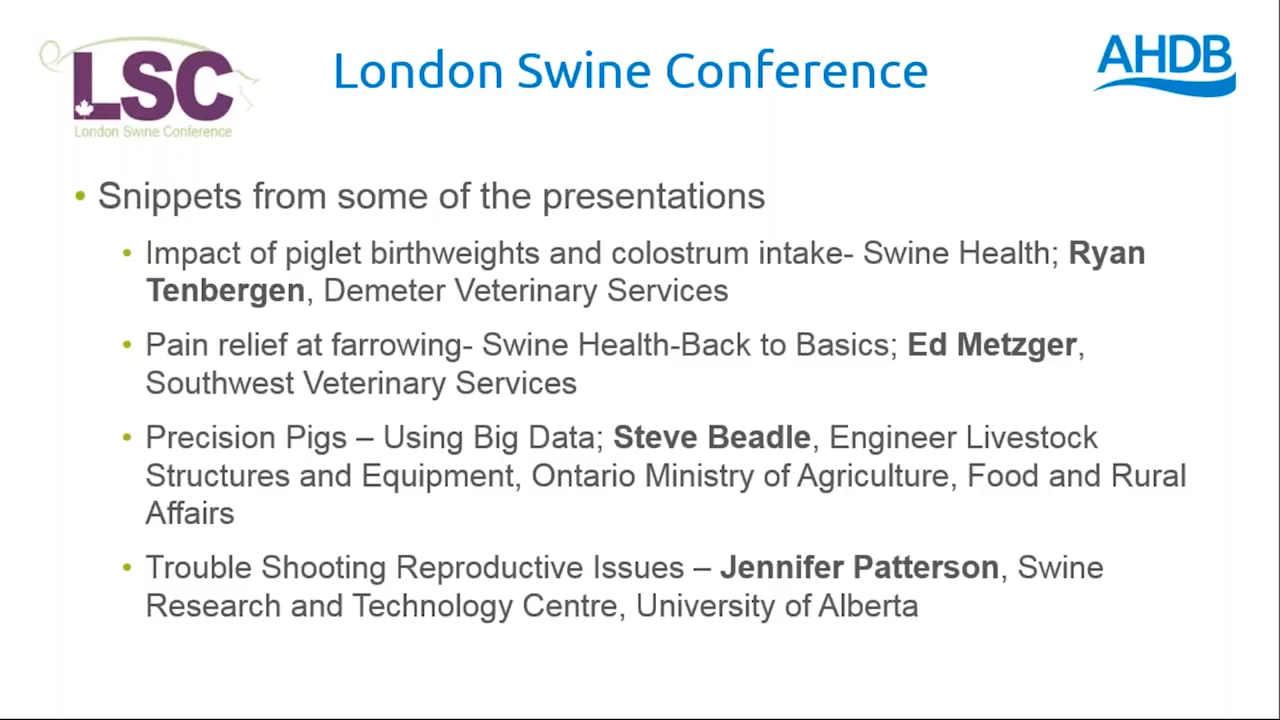 LSC
London Swine Conference
London Swine Conference
AHDB
• Snippets from some of the presentations
• Impact of piglet birthweights and colostrum intake- Swine Health; Ryan
Tenbergen, Demeter Veterinary Services
• Pain relief at farrowing- Swine Health-Back to Basics; Ed Metzger,
Southwest Veterinary Services
• Precision Pigs – Using Big Data; Steve Beadle, Engineer Livestock
Structures and Equipment, Ontario Ministry of Agriculture, Food and Rural
Affairs
• Trouble Shooting Reproductive Issues – Jennifer Patterson, Swine
Research and Technology Centre, University of Alberta